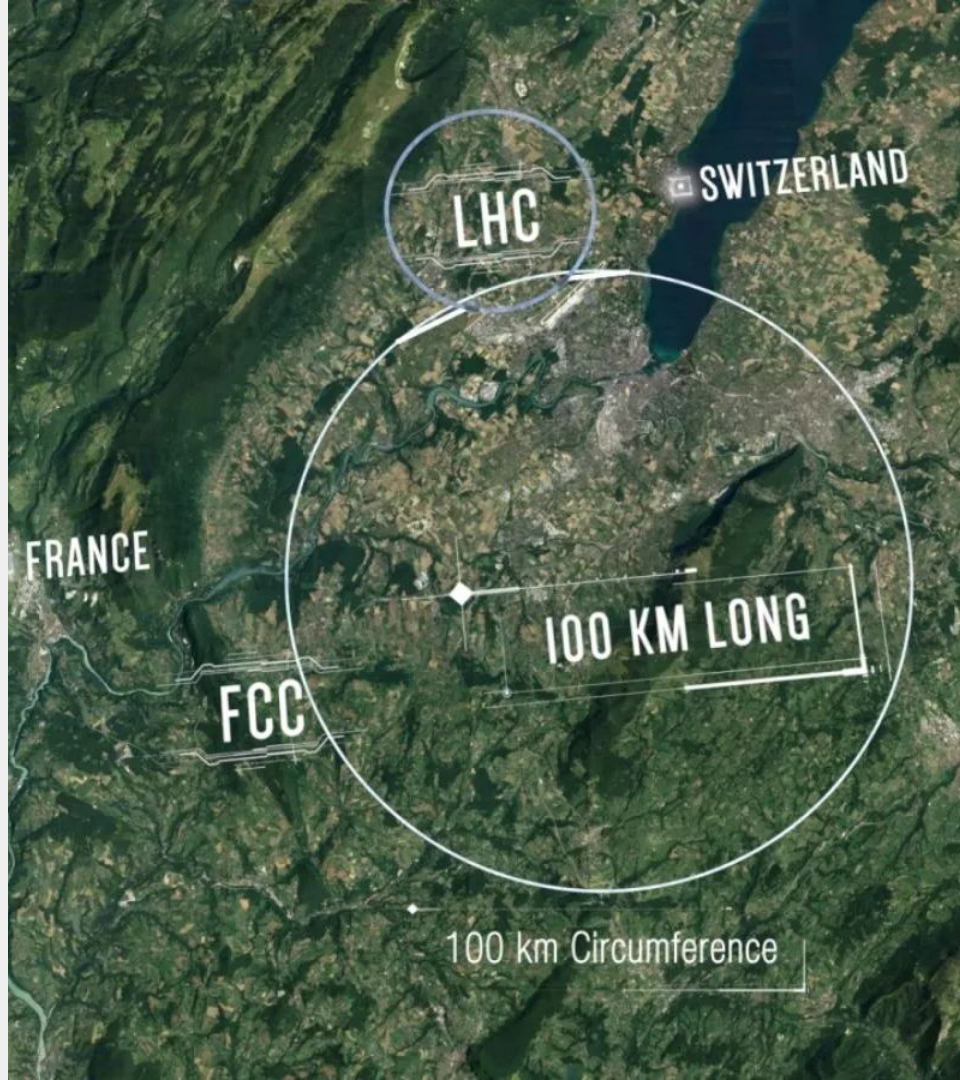 LHC
SWITZERLAND
FRANCE
100 KM LONG
FCC
100 km Circumference